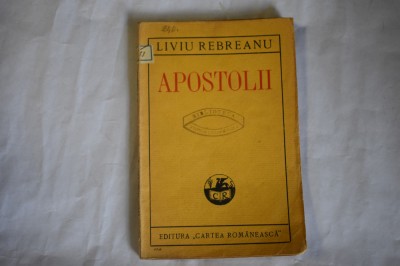 LIVIU REBREANU
APOSTOLII
C R
EDITURA „CARTEA ROMÂNEASCĂ"